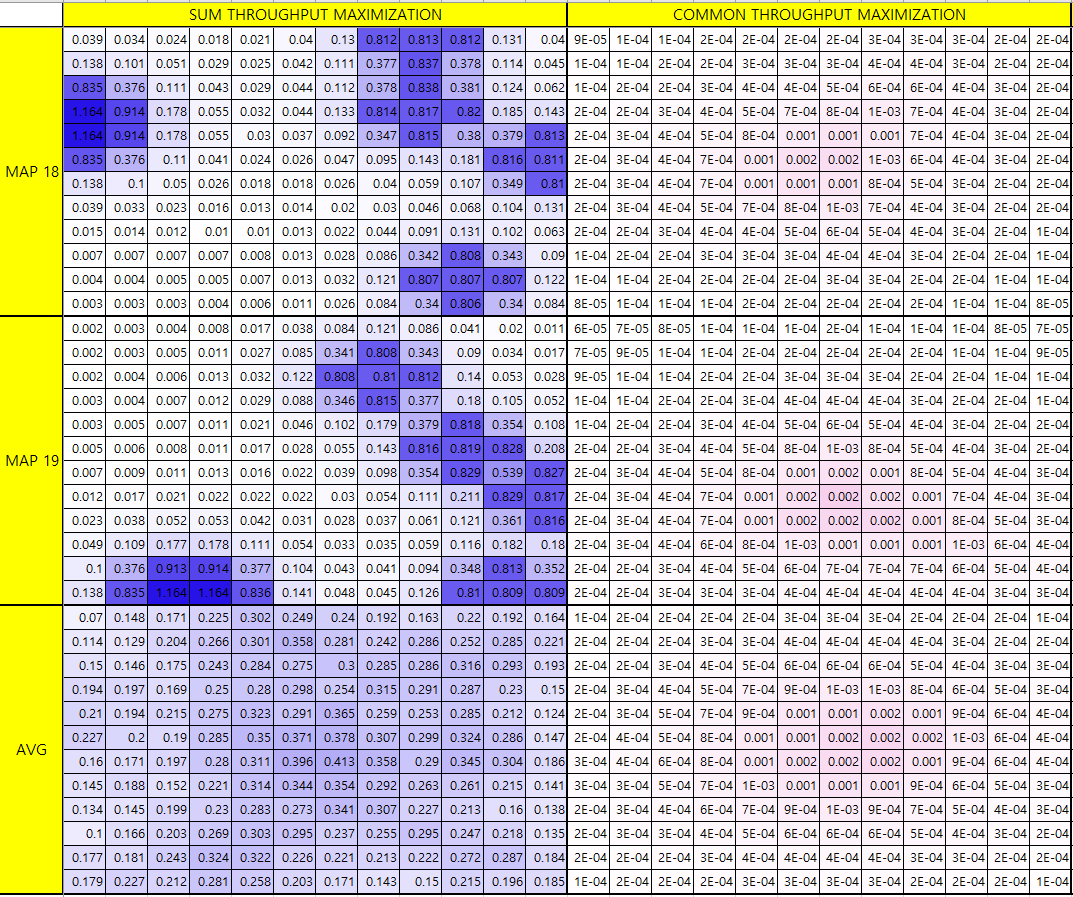 SUM THROUGHPUT MAXIMIZATION COMMON THROUGHPUT MAXIMIZATION
MAP 18
0.039 0.034 0.024 0.018 0.021 0.04 0.13 0.812 0.813 0.812 0.131 0.04 9E-05 1E-04 1E-04 2E-04 2E-04 2E-04 2E-04 3E-04 3E-04 3E-04 2E-04 2E-04
0.138 0.101 0.051 0.029 0.025 0.042 0.111 0.377 0.837 0.378 0.114 0.045 1E-04 1E-04 2E-04 2E-04 3E-04 3E-04 4E-04 4E-04 4E-04 3E-04 2E-04 2E-04
0.835 0.376 0.111 0.043 0.029 0.044 0.112 0.378 0.838 0.381 0.124 0.062 1E-04 2E-04 2E-04 3E-04 4E-04 4E-04 5E-04 6E-04 6E-04 4E-04 3E-04 2E-04
1.164 0.914 0.178 0.055 0.032 0.044 0.133 0.814 0.817 0.82 0.185 0.143 2E-04 2E-04 3E-04 4E-04 4E-04 5E-04 7E-04 8E-04 1E-03 7E-04 4E-04 3E-04
1.164 0.914 0.178 0.055 0.03 0.037 0.092 0.347 0.815 0.38 0.379 0.813 2E-04 3E-04 4E-04 5E-04 8E-04 0.001 0.001 0.001 7E-04 4E-04 4E-04 3E-04
0.835 0.376 0.11 0.041 0.024 0.026 0.047 0.095 0.143 0.181 0.816 0.811 2E-04 3E-04 4E-04 7E-04 0.001 0.002 0.002 1E-03 6E-04 4E-04 3E-04 2E-04
0.138 0.1 0.05 0.026 0.018 0.018 0.026 0.04 0.059 0.107 0.349 0.81 2E-04 3E-04 4E-04 7E-04 0.001 0.001 0.001 8E-04 5E-04 3E-04 2E-04 2E-04
0.039 0.033 0.023 0.016 0.013 0.014 0.02 0.03 0.046 0.068 0.104 0.131 2E-04 3E-04 4E-04 5E-04 7E-04 8E-04 1E-03 7E-04 4E-04 3E-04 2E-04 2E-04
0.015 0.014 0.012 0.01 0.01 0.013 0.022 0.044 0.091 0.131 0.102 0.063 2E-04 2E-04 3E-04 4E-04 4E-04 5E-04 6E-04 5E-04 4E-04 3E-04 2E-04 1E-04
0.007 0.007 0.007 0.007 0.008 0.013 0.028 0.086 0.342 0.808 0.343 0.09 1E-04 2E-04 2E-04 3E-04 3E-04 3E-04 4E-04 4E-04 3E-04 2E-04 2E-04 1E-04
0.004 0.004 0.005 0.005 0.007 0.013 0.032 0.121 0.807 0.807 0.807 0.122 1E-04 1E-04 2E-04 2E-04 2E-04 2E-04 3E-04 3E-04 2E-04 2E-04 1E-04 1E-04
0.003 0.003 0.003 0.004 0.006 0.011 0.026 0.084 0.34 0.806 0.34 0.084 8E-05 1E-04 1E-04 1E-04 2E-04 2E-04 2E-04 2E-04 2E-04 1E-04 1E-04 8E-05
MAP 19
0.002 0.003 0.004 0.008 0.017 0.038 0.084 0.121 0.086 0.041 0.02 0.011 6E-05 7E-05 8E-05 1E-04 1E-04 1E-04 2E-04 1E-04 1E-04 1E-04 8E-05 7E-05
0.002 0.003 0.005 0.011 0.027 0.085 0.341 0.808 0.343 0.09 0.034 0.017 7E-05 9E-05 1E-04 1E-04 2E-04 2E-04 2E-04 2E-04 2E-04 1E-04 1E-04 9E-05
0.002 0.004 0.006 0.013 0.032 0.122 0.808 0.81 0.812 0.14 0.053 0.028 9E-05 1E-04 1E-04 2E-04 2E-04 3E-04 3E-04 3E-04 2E-04 2E-04 1E-04 1E-04
0.003 0.004 0.007 0.012 0.029 0.088 0.346 0.815 0.377 0.18 0.105 0.052 1E-04 1E-04 2E-04 2E-04 3E-04 4E-04 4E-04 4E-04 3E-04 2E-04 2E-04 1E-04
0.003 0.005 0.007 0.011 0.021 0.046 0.102 0.179 0.379 0.818 0.354 0.108 1E-04 2E-04 2E-04 3E-04 4E-04 5E-04 6E-04 5E-04 4E-04 3E-04 2E-04 2E-04
0.005 0.006 0.008 0.011 0.017 0.028 0.055 0.143 0.816 0.819 0.828 0.208 2E-04 2E-04 3E-04 4E-04 5E-04 8E-04 1E-03 8E-04 5E-04 4E-04 3E-04 2E-04
0.007 0.009 0.011 0.013 0.016 0.022 0.039 0.098 0.354 0.829 0.539 0.827 2E-04 3E-04 4E-04 5E-04 8E-04 0.001 0.002 0.001 8E-04 5E-04 4E-04 3E-04
0.012 0.017 0.021 0.022 0.022 0.022 0.03 0.054 0.111 0.211 0.829 0.817 2E-04 3E-04 4E-04 7E-04 0.001 0.002 0.002 0.002 0.001 7E-04 4E-04 3E-04
0.023 0.038 0.052 0.053 0.042 0.031 0.028 0.037 0.061 0.121 0.361 0.816 2E-04 3E-04 4E-04 7E-04 0.001 0.002 0.002 0.002 0.001 8E-04 5E-04 3E-04
0.049 0.109 0.177 0.178 0.111 0.054 0.033 0.035 0.059 0.116 0.182 0.18 2E-04 3E-04 4E-04 6E-04 8E-04 1E-03 0.001 0.001 0.001 1E-03 6E-04 4E-04
0.1 0.376 0.913 0.914 0.377 0.104 0.043 0.041 0.094 0.348 0.813 0.352 2E-04 2E-04 3E-04 4E-04 6E-04 7E-04 7E-04 7E-04 7E-04 6E-04 5E-04 4E-04
0.138 0.835 1.164 1.164 0.836 0.141 0.048 0.045 0.126 0.81 0.809 0.809 2E-04 2E-04 3E-04 3E-04 4E-04 4E-04 4E-04 5E-04 4E-04 4E-04 4E-04 3E-04
AVG
0.07 0.148 0.171 0.225 0.302 0.249 0.24 0.192 0.163 0.22 0.192 0.164 1E-04 2E-04 2E-04 2E-04 3E-04 3E-04 3E-04 3E-04 2E-04 2E-04 2E-04 1E-04
0.114 0.129 0.204 0.266 0.301 0.358 0.281 0.242 0.286 0.252 0.285 0.221 2E-04 2E-04 3E-04 3E-04 4E-04 4E-04 4E-04 4E-04 4E-04 3E-04 2E-04 2E-04
0.15 0.146 0.175 0.243 0.284 0.275 0.3 0.285 0.286 0.316 0.293 0.193 2E-04 2E-04 3E-04 4E-04 5E-04 6E-04 6E-04 6E-04 5E-04 4E-04 3E-04 2E-04
0.194 0.197 0.169 0.25 0.28 0.298 0.254 0.315 0.291 0.287 0.23 0.15 2E-04 3E-04 4E-04 5E-04 7E-04 9E-04 1E-03 1E-03 8E-04 6E-04 5E-04 3E-04
0.21 0.194 0.215 0.275 0.323 0.291 0.365 0.259 0.253 0.285 0.212 0.124 2E-04 3E-04 5E-04 7E-04 9E-04 0.001 0.001 0.002 0.001 9E-04 6E-04 4E-04
0.227 0.2 0.19 0.285 0.35 0.371 0.378 0.307 0.299 0.324 0.286 0.147 2E-04 4E-04 5E-04 8E-04 0.001 0.001 0.002 0.002 0.002 1E-03 6E-04 4E-04
0.16 0.171 0.197 0.28 0.311 0.396 0.413 0.358 0.29 0.345 0.304 0.186 3E-04 4E-04 6E-04 8E-04 0.001 0.002 0.002 0.002 0.001 9E-04 6E-04 4E-04
0.145 0.188 0.152 0.221 0.314 0.344 0.354 0.292 0.263 0.261 0.215 0.141 3E-04 4E-04 5E-04 7E-04 1E-03 0.001 0.001 0.001 9E-04 6E-04 5E-04 4E-04
0.134 0.145 0.199 0.23 0.283 0.273 0.341 0.307 0.227 0.213 0.16 0.138 2E-04 3E-04 4E-04 6E-04 7E-04 9E-04 1E-03 9E-04 7E-04 5E-04 4E-04 3E-04
0.1 0.166 0.203 0.269 0.303 0.295 0.237 0.255 0.295 0.247 0.218 0.135 2E-04 3E-04 3E-04 4E-04 5E-04 6E-04 6E-04 6E-04 5E-04 4E-04 3E-04 2E-04
0.177 0.181 0.243 0.324 0.322 0.226 0.221 0.213 0.222 0.272 0.287 0.184 2E-04 2E-04 2E-04 3E-04 4E-04 4E-04 4E-04 4E-04 3E-04 3E-04 2E-04 2E-04
0.179 0.227 0.212 0.281 0.258 0.203 0.171 0.143 0.15 0.215 0.196 0.185 1E-04 2E-04 2E-04 2E-04 3E-04 3E-04 3E-04 3E-04 2E-04 2E-04 2E-04 1E-04